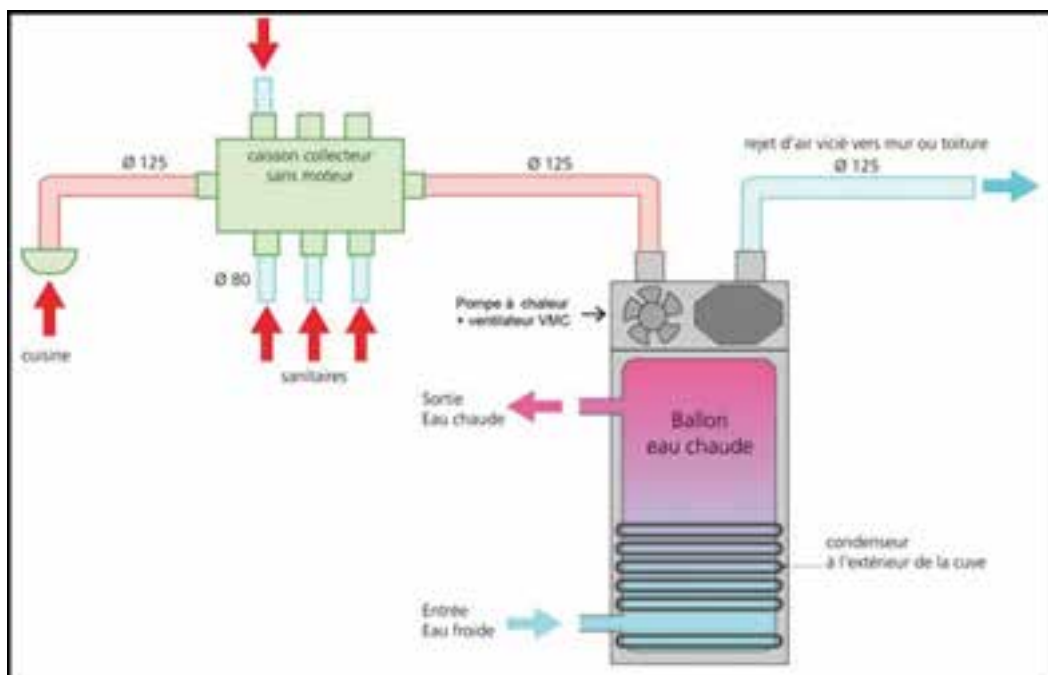 caisson collecteur
sans moteur
Ø 125
Ø 125
rejet d'air vicié vers mur ou toiture
Ø 125
Ø 80
cuisine
sanitaires
Pompe à chaleur
+ ventilateur VMC
Sortie
Eau chaude
Ballon
eau chaude
condenseur
à l'extérieur de la cuve
Entrée
Eau froide